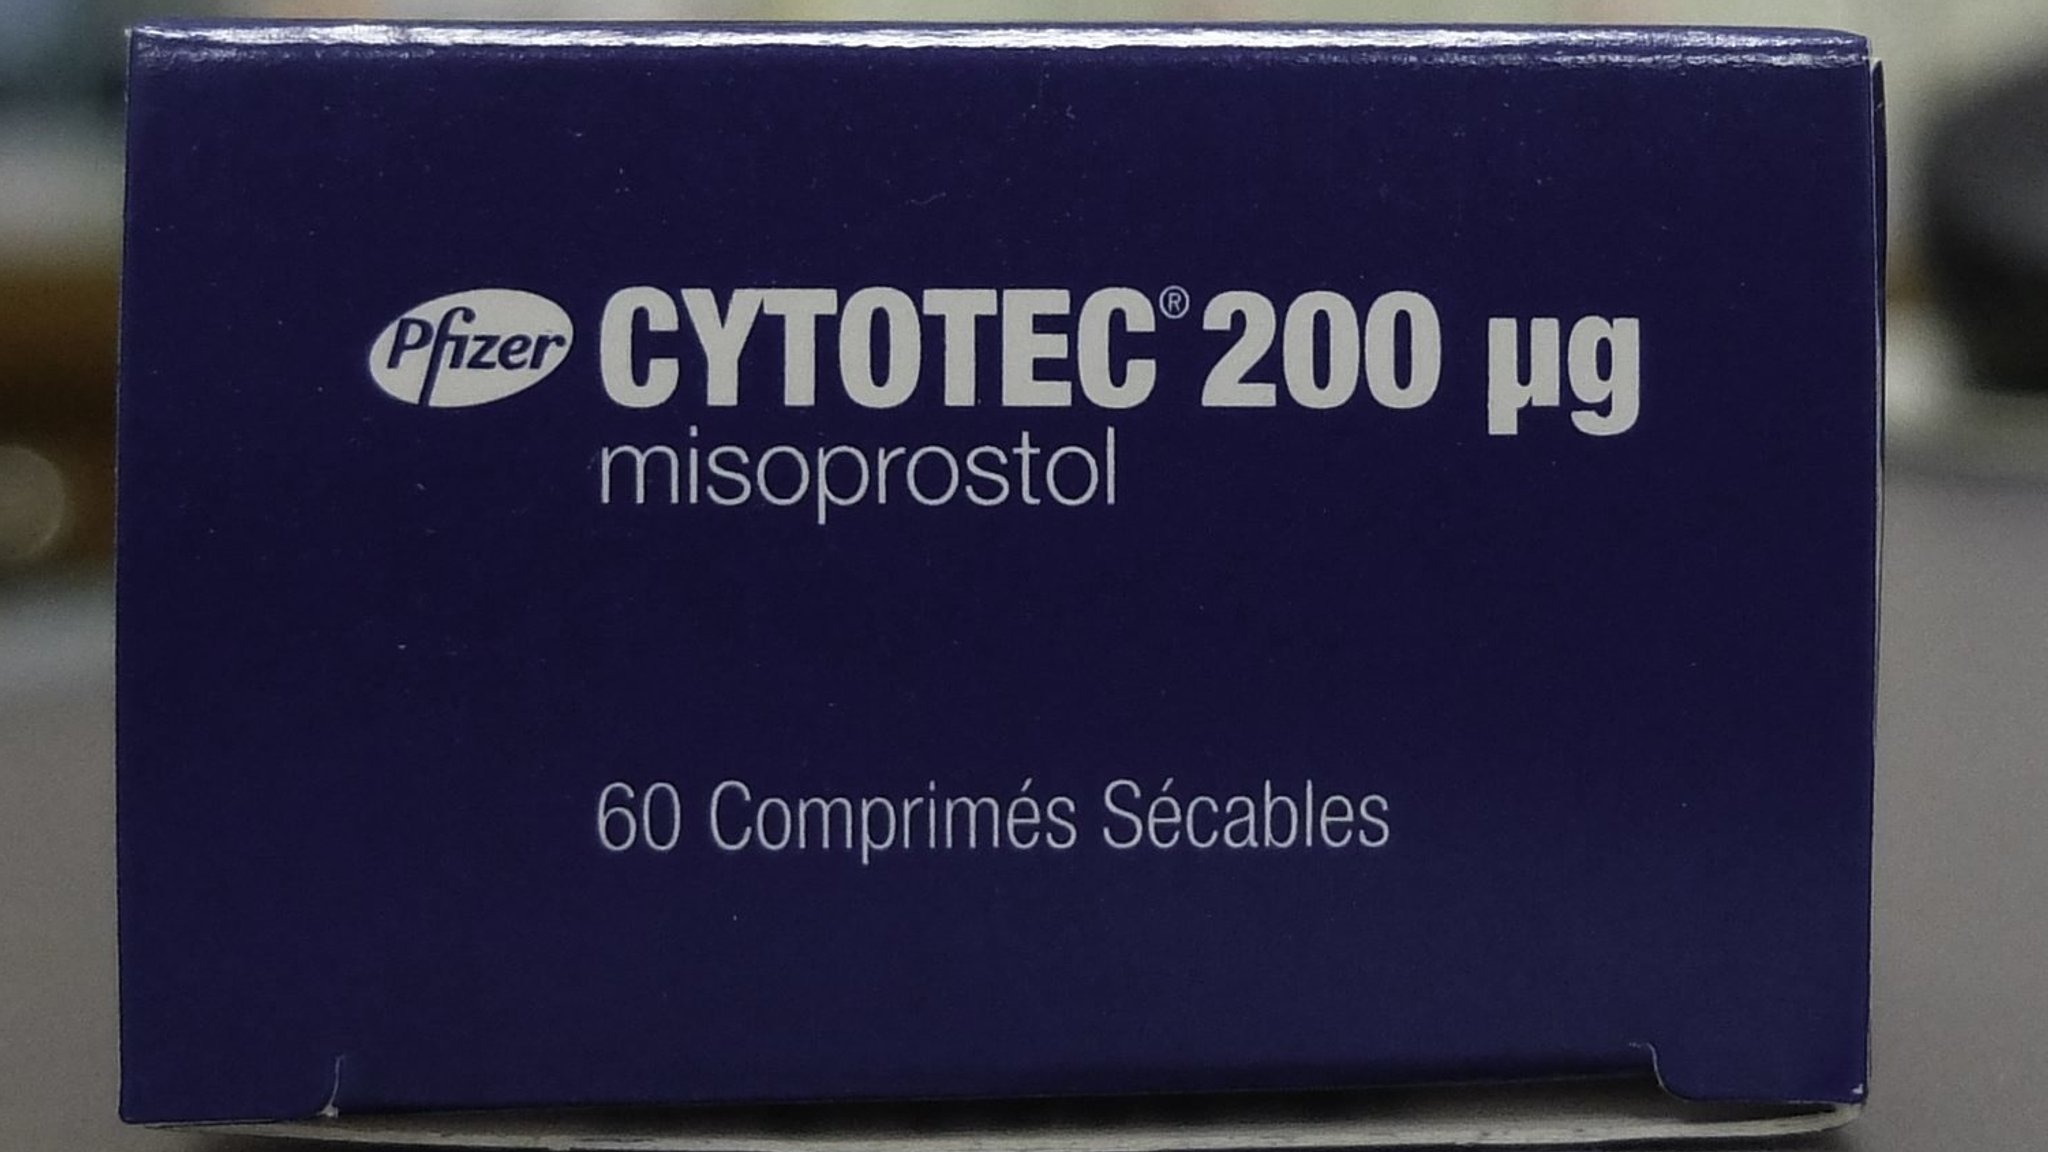 Pfizer CYTOTEC® 200 µg
misoprostol
60 Comprimés Sécables